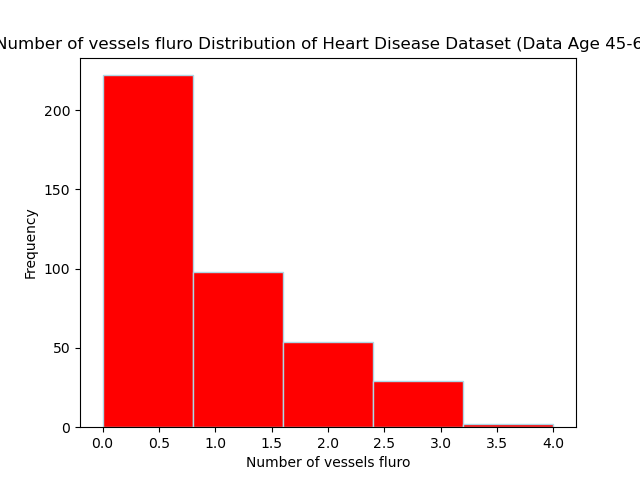 Number of vessels fluro Distribution of Heart Disease Dataset (Data Age 45-6
200
150
100
50
0
Frequency
0.0 0.5 1.0 1.5 2.0 2.5 3.0 3.5 4.0
Number of vessels fluro